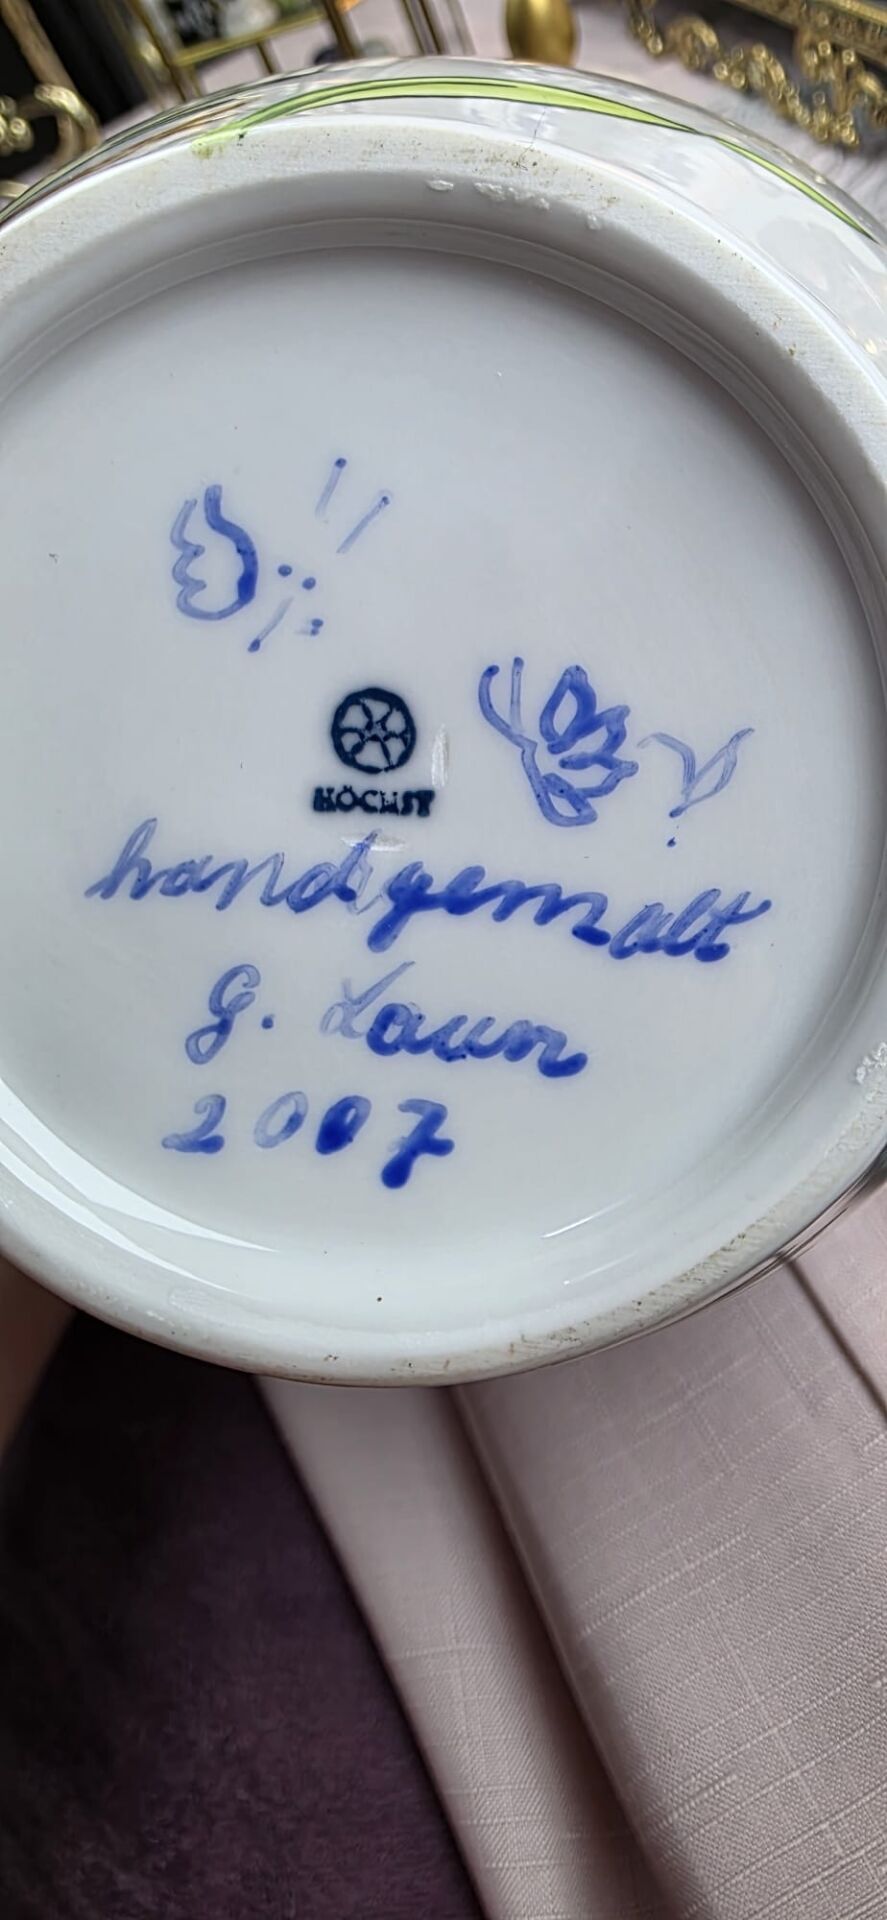 HÖCHST
handgemalt
G. Laun
2007